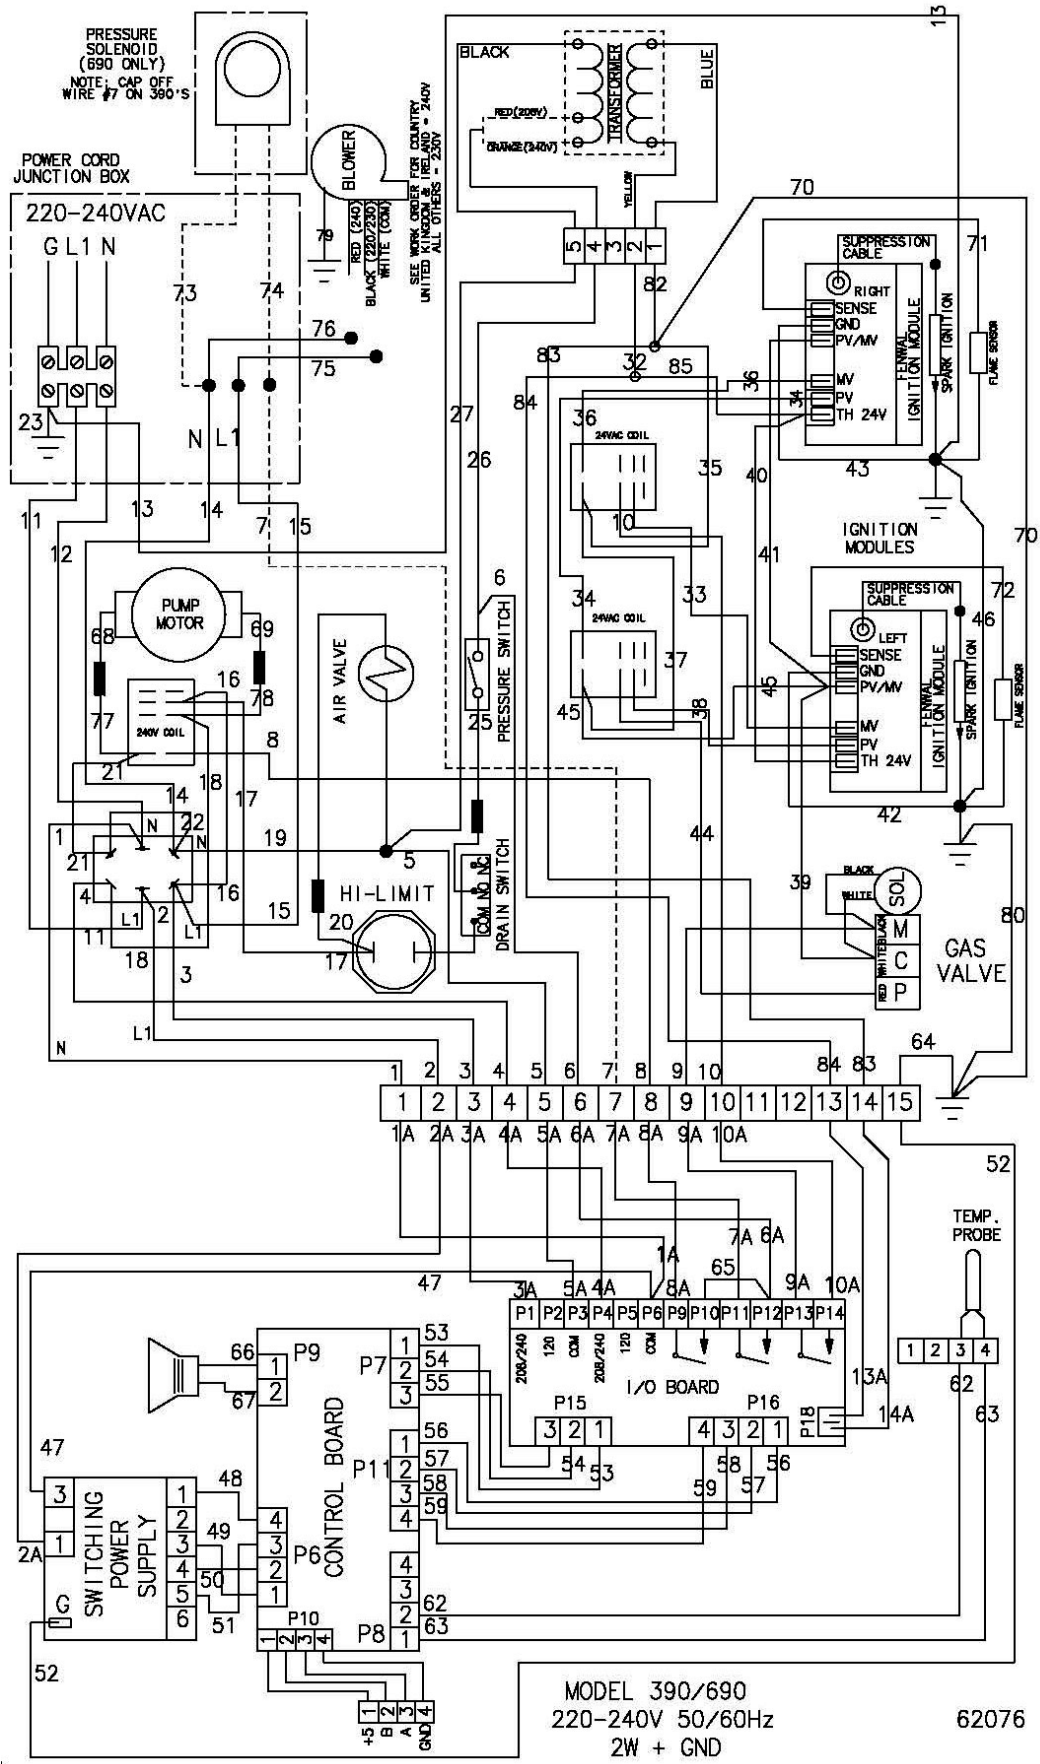 PRESSURE
SOLENOID
(690 ONLY)
NOTE: CAP OFF
WIRE #7 ON 390'S
POWER CORD
JUNCTION BOX
220-240VAC
G L1 N
73
74
76
75
23
N L1
BLOWER
79
RED (240)
BLACK (220/230)
WHITE (COM)
SEE WORK ORDER FOR COUNTRY
UNITED KINGDOM & IRELAND - 240V
ALL OTHERS - 230V
BLACK
BLUE
RED(208V)
ORANGE(240V)
TRANSFORMER
YELLOW
5 4 3 2 1
13
70
82
83
32
85
84
27
26
36
36
34
35
24VAC COIL
10
SUPPRESSION
CABLE
RIGHT
SENSE
GND
PV/MV
MV
PV
TH 24V
FENWAL
IGNITION MODULE
SPARK IGNITION
FLAME SENSOR
71
43
40
41
IGNITION
MODULES
70
11
12
13
14
7
15
PUMP
MOTOR
68
69
77
78
16
240V COIL
8
21
18
17
14
22
N
N
1
21
4
2
L1
L1
11
18
3
16
15
19
AIR VALVE
5
HI-LIMIT
20
17
6
PRESSURE SWITCH
25
COM NO NC
DRAIN SWITCH
34
33
24VAC COIL
37
45
38
44
45
SUPPRESSION
CABLE
LEFT
SENSE
GND
PV/MV
MV
PV
TH 24V
FENWAL
IGNITION MODULE
SPARK IGNITION
FLAME SENSOR
72
46
42
39
BLACK
WHITE
SOL
BLACK
WHITE
RED
M
C
P
GAS
VALVE
80
64
L1
N
1 2 3 4 5 6 7 8 9 10 84 83
1 2 3 4 5 6 7 8 9 10 11 12 13 14 15
1A 2A 3A 4A 5A 6A 7A 8A 9A 10A
52
TEMP.
PROBE
1 2 3 4
62
63
7A 6A
1A
65
47
3A 5A 4A 8A 9A 10A
P1 P2 P3 P4 P5 P6 P9 P10 P11 P12 P13 P14
208/240
120
COM
208/240
120
COM
I/O BOARD
P15
3 2 1
P16
4 3 2 1
P18
13A
14A
54
53
59
58
57
56
66
67
P9
1
2
P7
1
2
3
53
54
55
P11
1
2
3
4
56
57
58
59
CONTROL BOARD
P6
4
3
2
1
P8
4
3
2
1
62
63
P10
1 2 3 4
1 2 3 4
+5 B A GND
47
2A
3
1
G
SWITCHING
POWER
SUPPLY
1
2
3
4
5
6
48
49
50
51
52
MODEL 390/690
220-240V 50/60Hz
2W + GND
62076